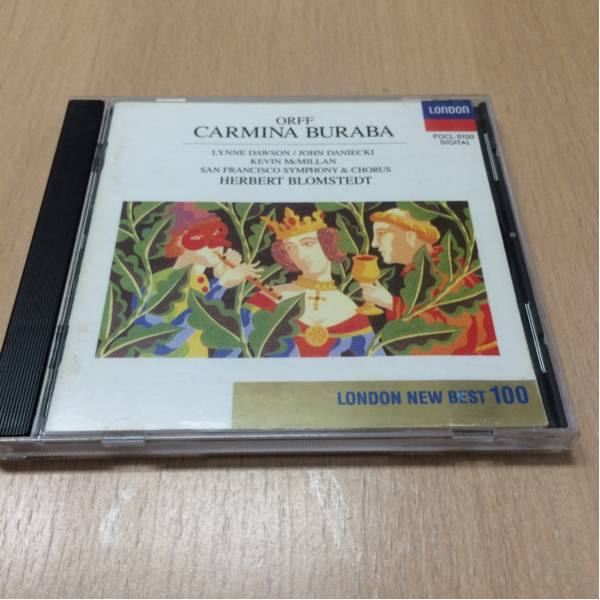 ORFF
CARMINA BURABA
LYNNE DAWSON / JOHN DANIECKI
KEVIN McMILLAN
SAN FRANCISCO SYMPHONY & CHORUS
HERBERT BLOMSTEDT
LONDON
POCL-5100
DIGITAL
LONDON NEW BEST 100